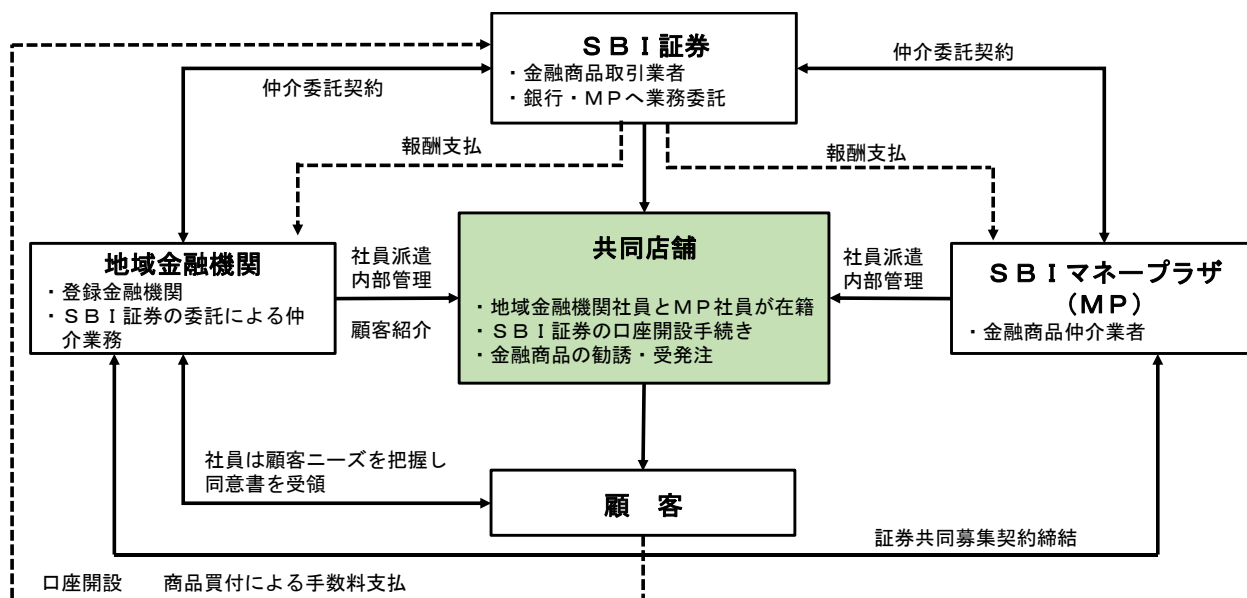 SBI証券
・金融商品取引業者
・銀行・MPへ業務委託
仲介委託契約
仲介委託契約
報酬支払
報酬支払
地域金融機関
・登録金融機関
・SBI証券の委託による仲
介業務
社員派遣
内部管理
顧客紹介
共同店舗
・地域金融機関社員とMP社員が在籍
・SBI証券の口座開設手続き
・金融商品の勧誘・受発注
社員派遣
内部管理
SBIマネープラザ
(MP)
・金融商品仲介業者
社員は顧客ニーズを把握し
同意書を受領
顧 客
証券共同募集契約締結
口座開設 商品買付による手数料支払